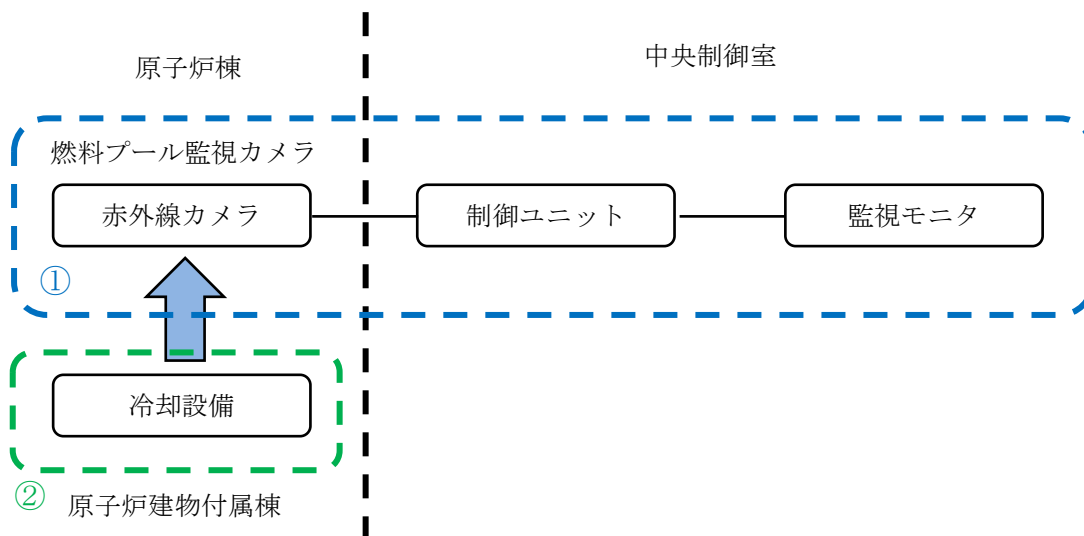 原子炉棟
中央制御室
燃料プール監視カメラ
赤外線カメラ
制御ユニット
監視モニタ
①
冷却設備
②
原子炉建物付属棟